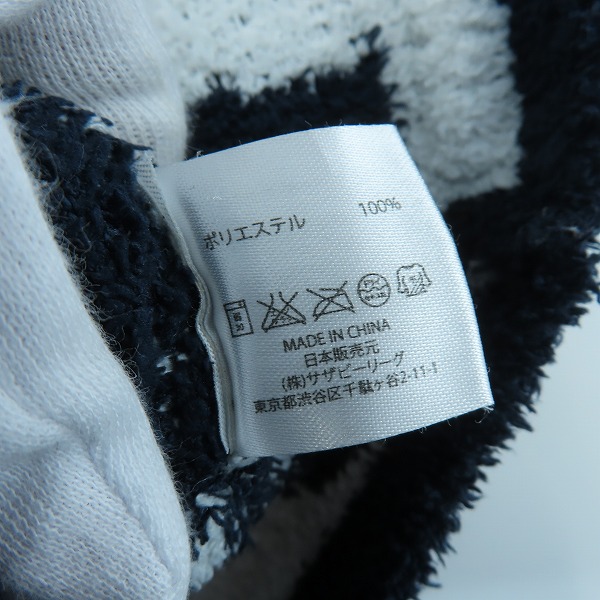 ポリエステル 100%
MADE IN CHINA
日本販売元
(株)サザビーリーグ
東京都渋谷区千駄ヶ谷2-11-1